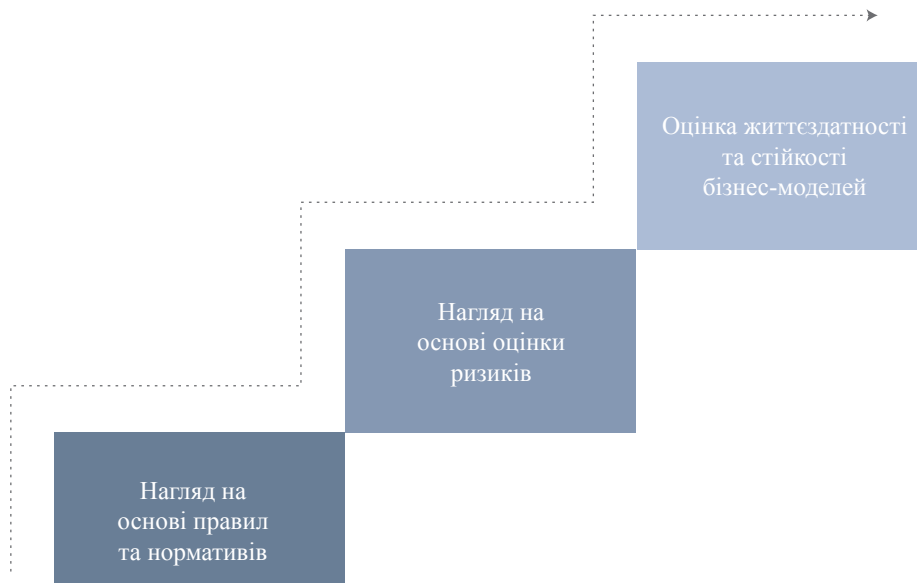 Оцінка життєздатності
та стійкості
бізнес-моделей
Нагляд на
основі оцінки
ризиків
Нагляд на
основі правил
та нормативів